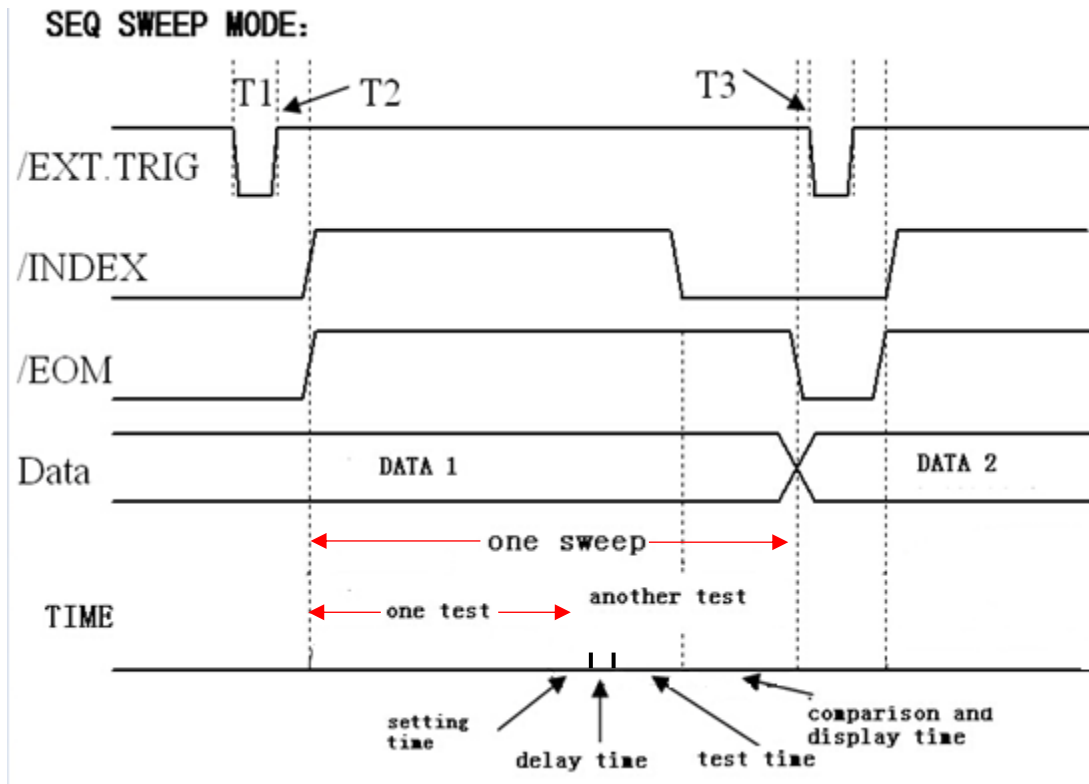 SEQ SWEEP MODE:
T1
T2
T3
/EXT.TRIG
/INDEX
/EOM
Data
DATA 1
DATA 2
one sweep
TIME
one test
another test
setting
time
delay time
test time
comparison and
display time